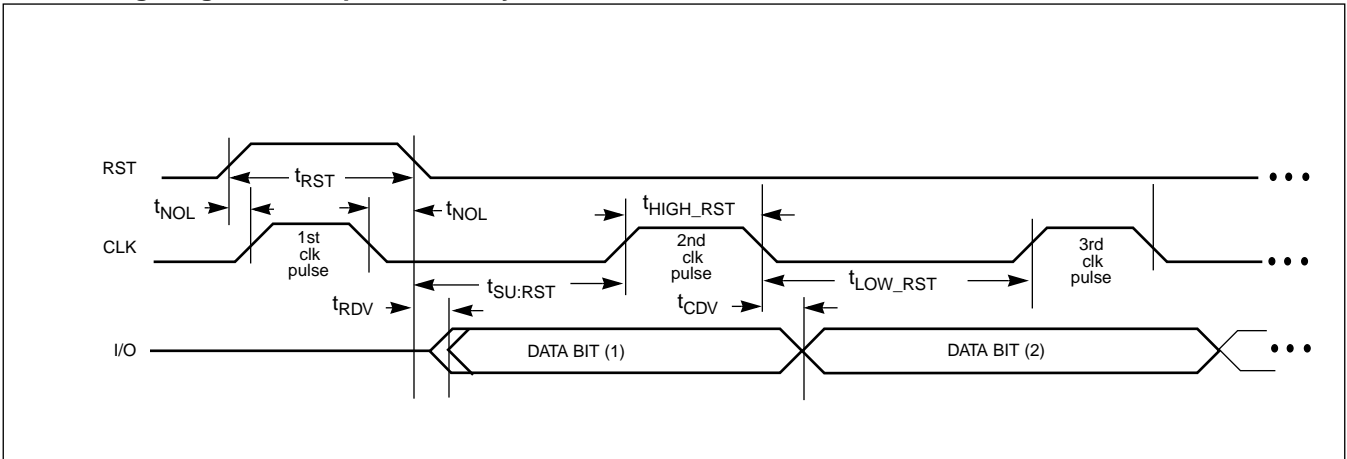 RST
tRST
tNOL
tNOL
tHIGH_RST
CLK
1st
clk
pulse
2nd
clk
pulse
3rd
clk
pulse
tSU:RST
tLOW_RST
tRDV
tCDV
I/O
DATA BIT (1)
DATA BIT (2)